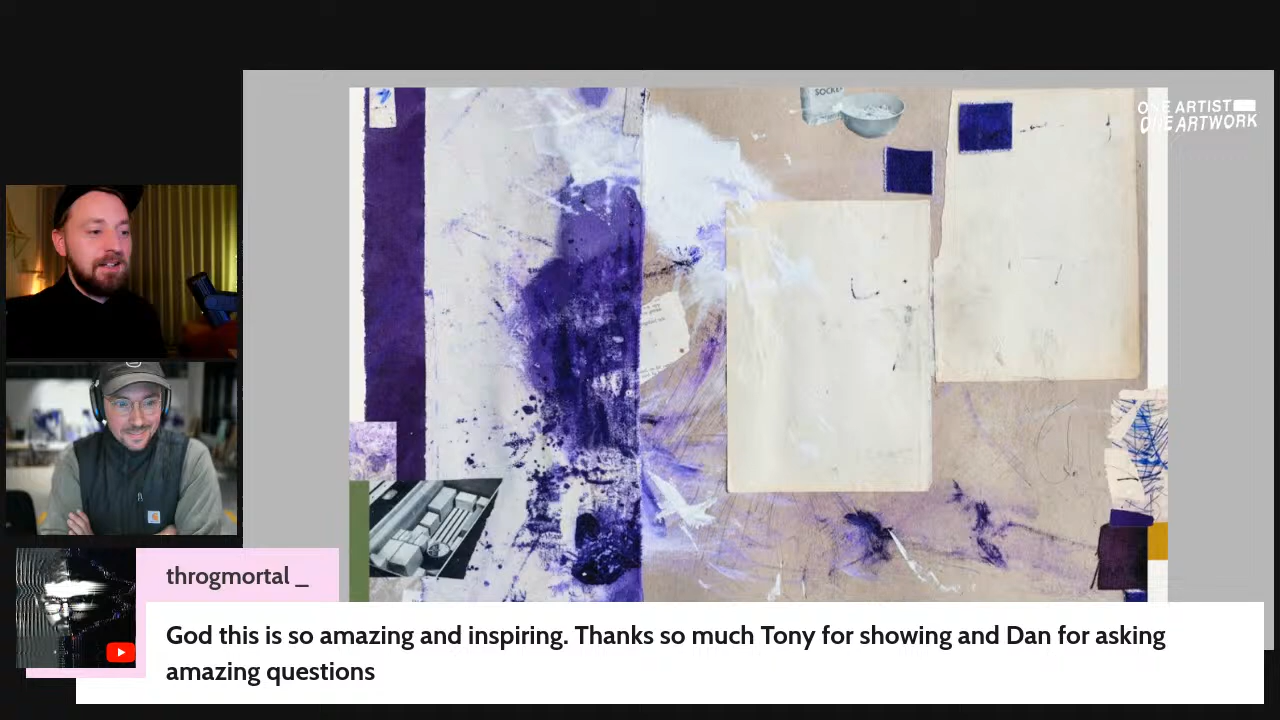 SOCKE
ONE ARTIST
ONE ARTWORK
throgmortal _
God this is so amazing and inspiring. Thanks so much Tony for showing and Dan for asking
amazing questions